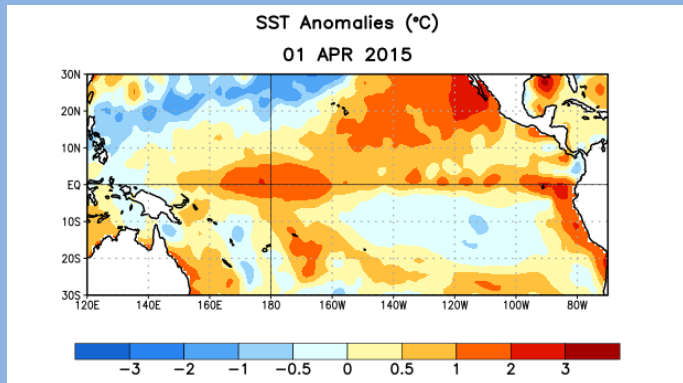 SST Anomalies (°C)
01 APR 2015
30N
20N
10N
EQ
10S
20S
30S
120E 140E 160E 180 160W 140W 120W 100W 80W
-3 -2 -1 -0.5 0 0.5 1 2 3